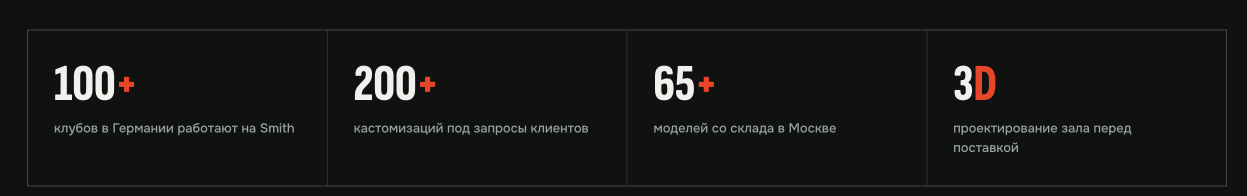 100+
клубов в Германии работают на Smith
200+
кастомизаций под запросы клиентов
65+
моделей со склада в Москве
3D
проектирование зала перед
поставкой